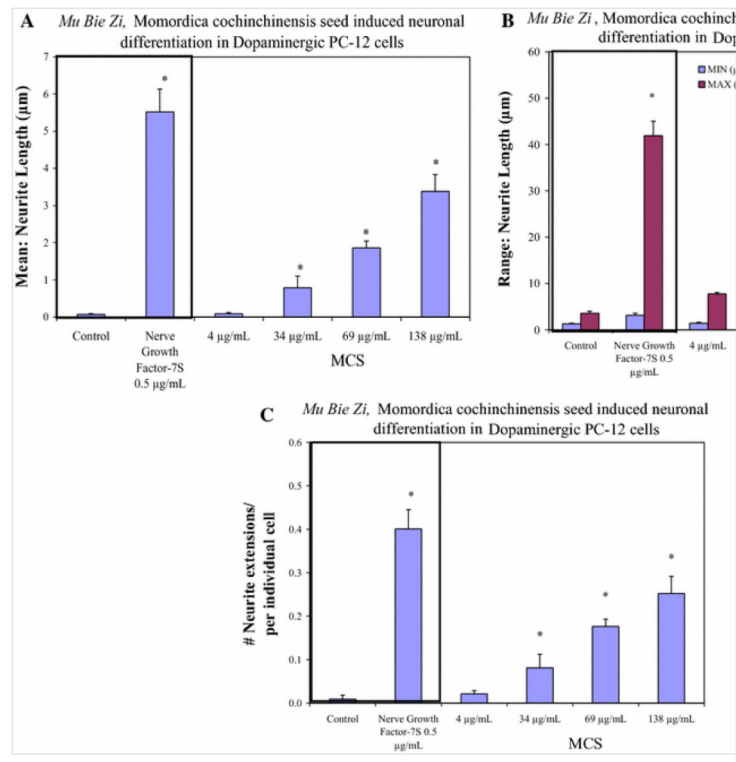 A
Mu Bie Zi, Momordica cochinchinensis seed induced neuronal
differentiation in Dopaminergic PC-12 cells
Mean: Neurite Length (µm)
7
6
5
4
3
2
1
0
*
*
*
*
Control
Nerve
Growth
Factor-7S
0.5 µg/mL
4 µg/mL
34 µg/mL
69 µg/mL
138 µg/mL
MCS
B
Mu Bie Zi , Momordica cochinch
differentiation in Do
Range: Neurite Length (µm)
60
50
40
30
20
10
0
MIN (
MAX (
*
Control
Nerve Growth
Factor-7S 0.5
µg/mL
4 µg/mL
C
Mu Bie Zi, Momordica cochinchinensis seed induced neuronal
differentiation in Dopaminergic PC-12 cells
# Neurite extensions/
per individual cell
0.6
0.5
0.4
0.3
0.2
0.1
0.0
*
*
*
*
Control
Nerve Growth
Factor-7S 0.5
µg/mL
4 µg/mL
34 µg/mL
69 µg/mL
138 µg/mL
MCS